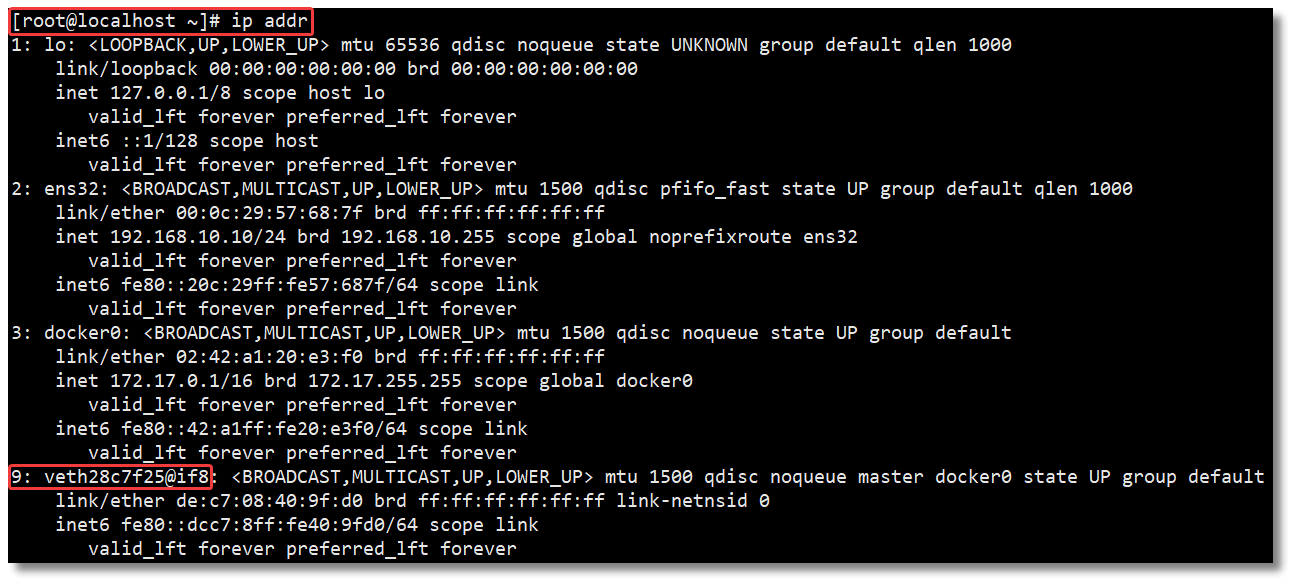 [root@localhost ~]# ip addr
1: lo: <LOOPBACK,UP,LOWER_UP> mtu 65536 qdisc noqueue state UNKNOWN group default qlen 1000
    link/loopback 00:00:00:00:00:00 brd 00:00:00:00:00:00
    inet 127.0.0.1/8 scope host lo
       valid_lft forever preferred_lft forever
    inet6 ::1/128 scope host
       valid_lft forever preferred_lft forever
2: ens32: <BROADCAST,MULTICAST,UP,LOWER_UP> mtu 1500 qdisc pfifo_fast state UP group default qlen 1000
    link/ether 00:0c:29:57:68:7f brd ff:ff:ff:ff:ff:ff
    inet 192.168.10.10/24 brd 192.168.10.255 scope global noprefixroute ens32
       valid_lft forever preferred_lft forever
    inet6 fe80::20c:29ff:fe57:687f/64 scope link
       valid_lft forever preferred_lft forever
3: docker0: <BROADCAST,MULTICAST,UP,LOWER_UP> mtu 1500 qdisc noqueue state UP group default
    link/ether 02:42:a1:20:e3:f0 brd ff:ff:ff:ff:ff:ff
    inet 172.17.0.1/16 brd 172.17.255.255 scope global docker0
       valid_lft forever preferred_lft forever
    inet6 fe80::42:a1ff:fe20:e3f0/64 scope link
       valid_lft forever preferred_lft forever
9: veth28c7f25@if8: <BROADCAST,MULTICAST,UP,LOWER_UP> mtu 1500 qdisc noqueue master docker0 state UP group default
    link/ether de:c7:08:40:9f:d0 brd ff:ff:ff:ff:ff:ff link-netnsid 0
    inet6 fe80::dcc7:8ff:fe40:9fd0/64 scope link
       valid_lft forever preferred_lft forever